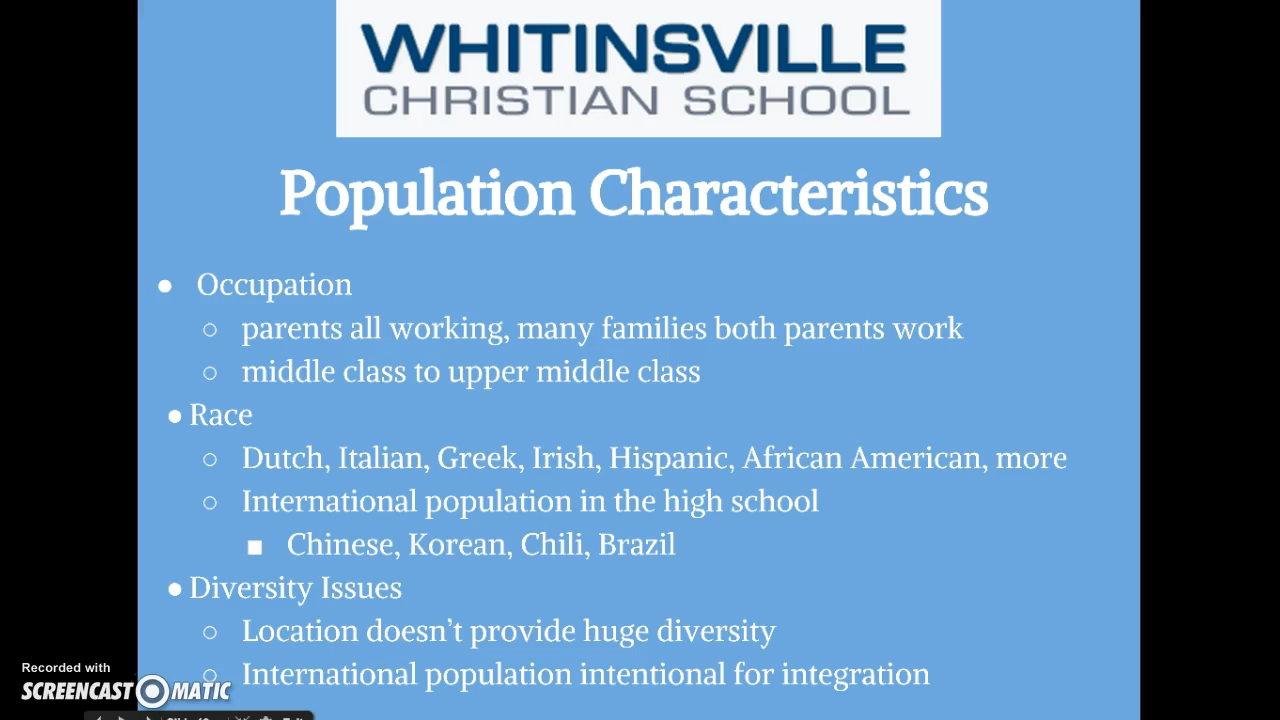 WHITINSVILLE
CHRISTIAN SCHOOL
Population Characteristics
● Occupation
○ parents all working, many families both parents work
○ middle class to upper middle class
● Race
○ Dutch, Italian, Greek, Irish, Hispanic, African American, more
○ International population in the high school
■ Chinese, Korean, Chili, Brazil
● Diversity Issues
○ Location doesn't provide huge diversity
○ International population intentional for integration
Recorded with
SCREENCAST MATIC